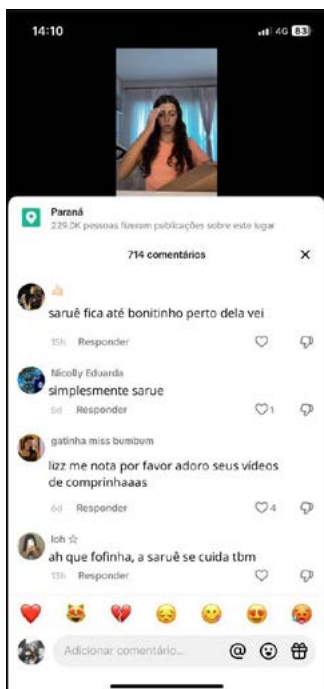 14:10
4G 83
Paraná
229.0K pessoas fizeram publicações sobre este lugar
714 comentários
saruê fica até bonitinho perto dela vei
15h Responder
Nicolly Eduarda
simplesmente sarue
6d Responder 1
gatinha miss bumbum
lizz me nota por favor adoro seus vídeos
de comprinhaaas
6d Responder 4
loh ☆
ah que fofinha, a saruê se cuida tbm
13h Responder
Adicionar comentário... @